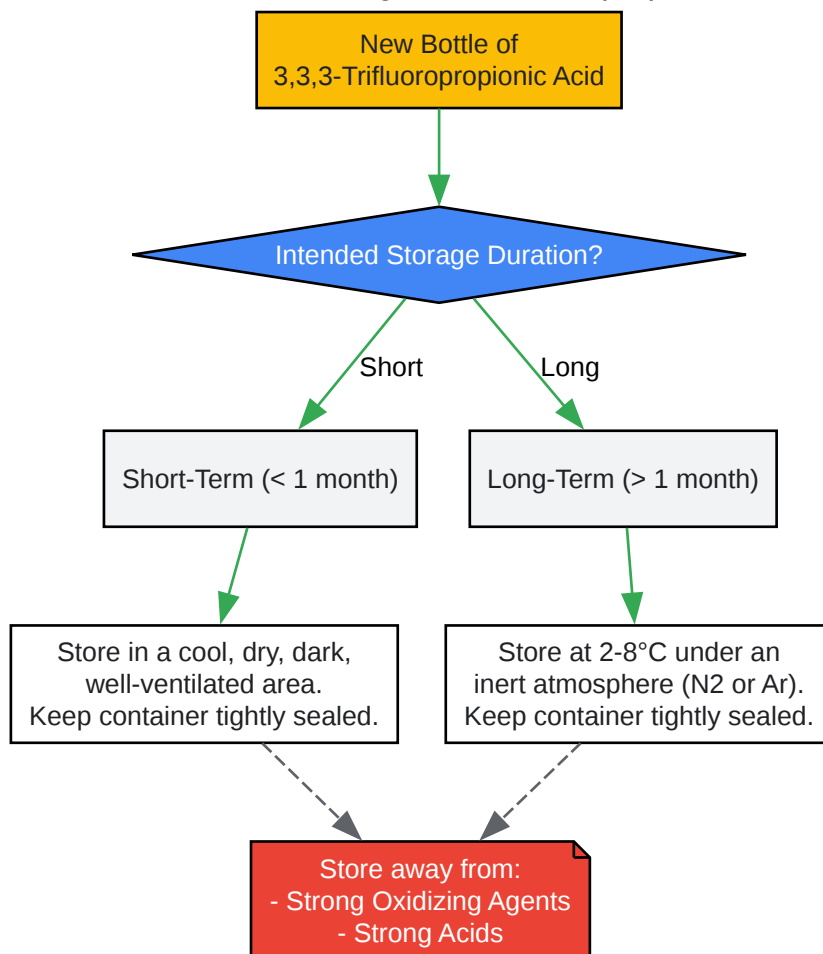 New Bottle of
3,3,3-Trifluoropropionic Acid
Intended Storage Duration?
Short
Long
Short-Term (< 1 month)
Long-Term (> 1 month)
Store in a cool, dry, dark,
well-ventilated area.
Keep container tightly sealed.
Store at 2-8°C under an
inert atmosphere (N2 or Ar).
Keep container tightly sealed.
Store away from:
- Strong Oxidizing Agents
- Strong Acids